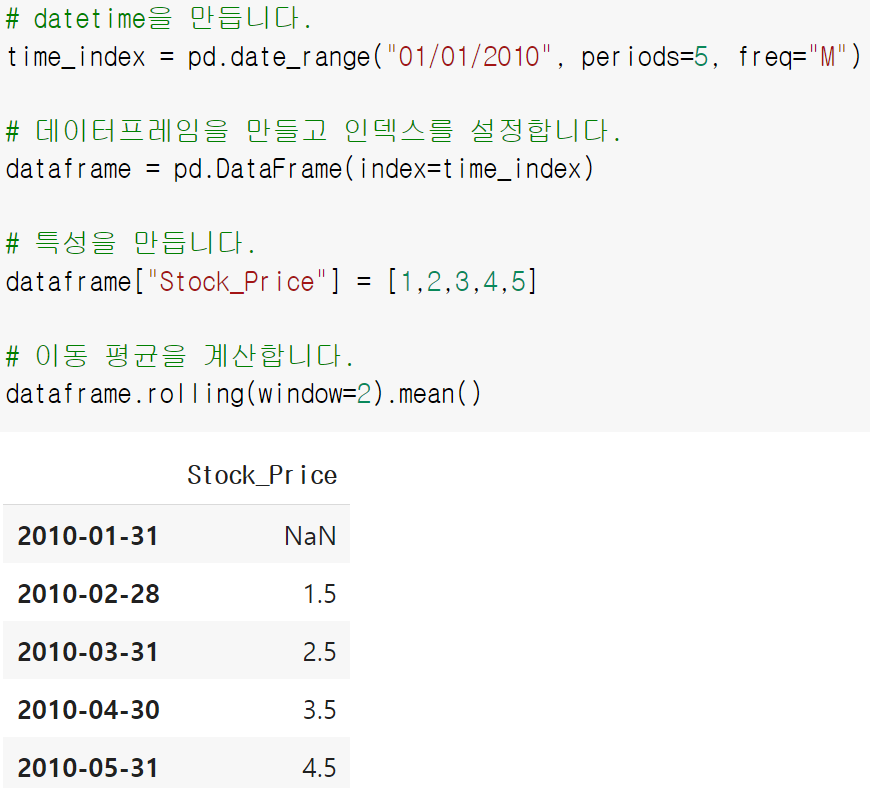 # datetime을 만듭니다.
time_index = pd.date_range("01/01/2010", periods=5, freq="M")
# 데이터프레임을 만들고 인덱스를 설정합니다.
dataframe = pd.DataFrame(index=time_index)
# 특성을 만듭니다.
dataframe["Stock_Price"] = [1,2,3,4,5]
# 이동 평균을 계산합니다.
dataframe.rolling(window=2).mean()
Stock_Price
2010-01-31 NaN
2010-02-28 1.5
2010-03-31 2.5
2010-04-30 3.5
2010-05-31 4.5